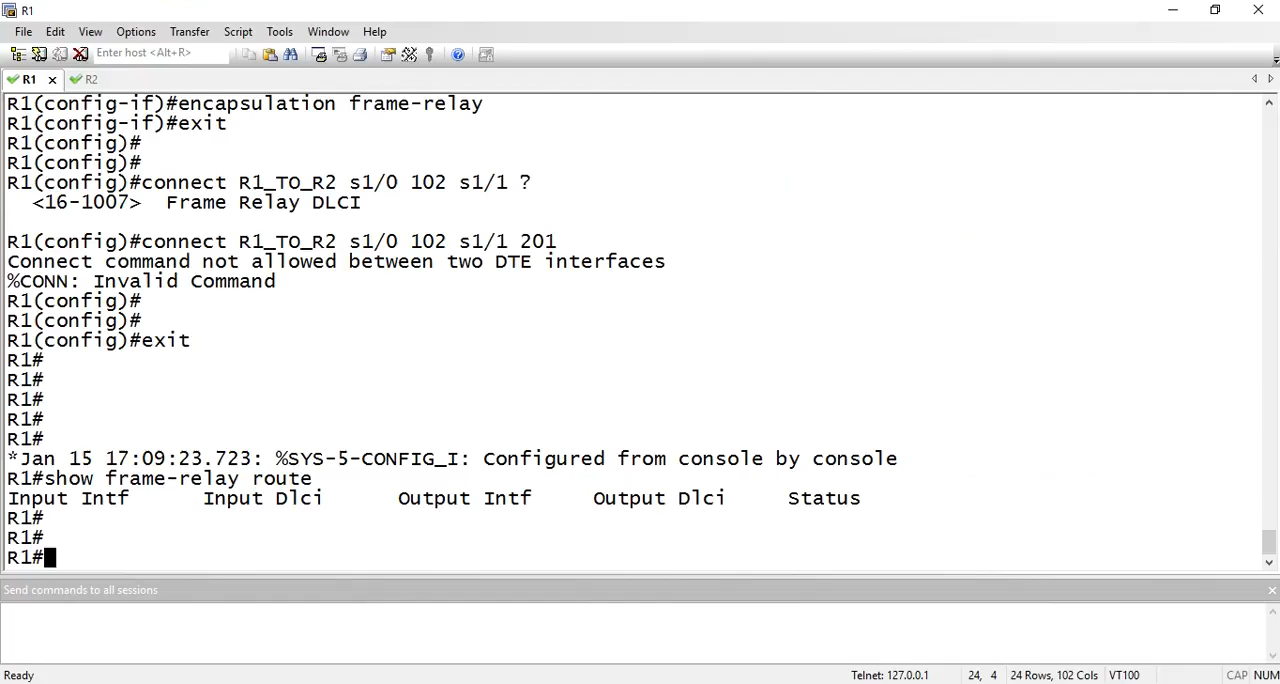 R1
File Edit View Options Transfer Script Tools Window Help
Enter host <Alt+R>
R1 R2
R1(config-if)#encapsulation frame-relay
R1(config-if)#exit
R1(config)#
R1(config)#
R1(config)#connect R1_TO_R2 s1/0 102 s1/1 ?
<16-1007> Frame Relay DLCI
R1(config)#connect R1_TO_R2 s1/0 102 s1/1 201
Connect command not allowed between two DTE interfaces
%CONN: Invalid Command
R1(config)#
R1(config)#
R1(config)#exit
R1#
R1#
R1#
R1#
R1#
*Jan 15 17:09:23.723: %SYS-5-CONFIG_I: Configured from console by console
R1#show frame-relay route
Input Intf Input Dlci Output Intf Output Dlci Status
R1#
R1#
R1#
Send commands to all sessions
Ready Telnet: 127.0.0.1 24, 4 24 Rows, 102 Cols VT100 CAP NUM